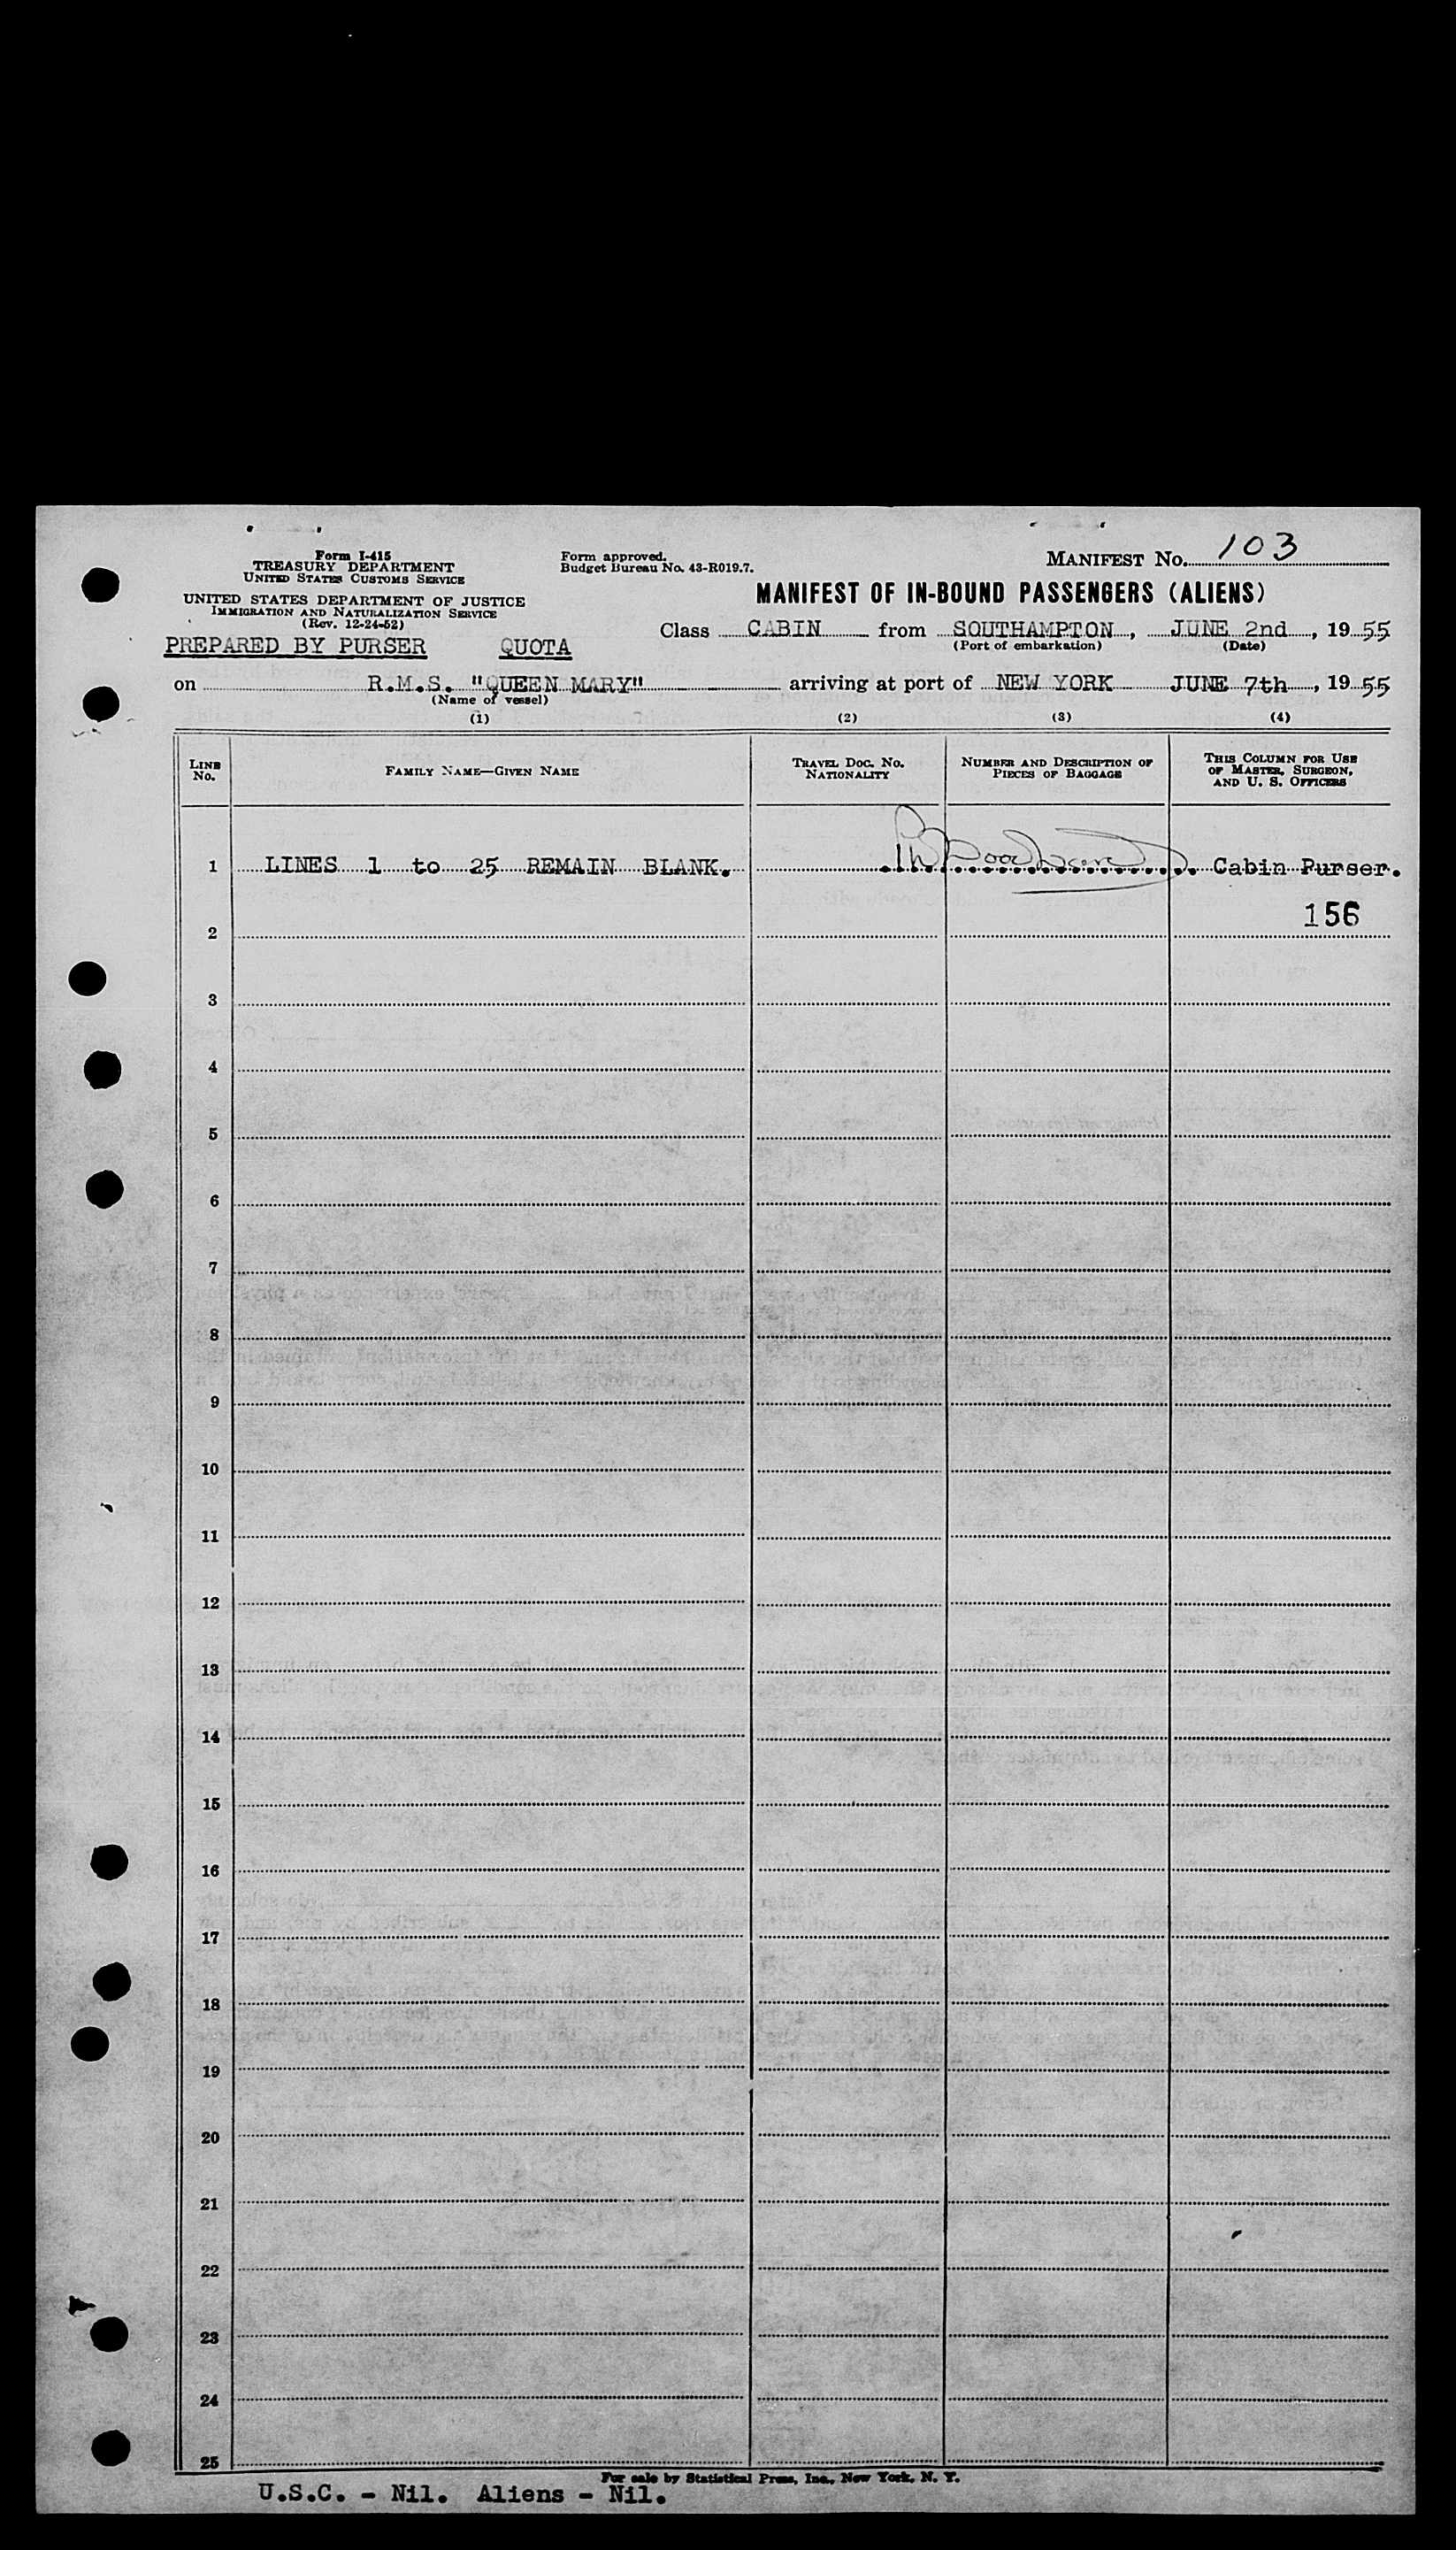 Form I-415
TREASURY DEPARTMENT
UNITED STATES CUSTOMS SERVICE
UNITED STATES DEPARTMENT OF JUSTICE
IMMIGRATION AND NATURALIZATION SERVICE
(Rev. 12-24-52)
Form approved.
Budget Bureau No. 43-R019.7.
MANIFEST No. 103
MANIFEST OF IN-BOUND PASSENGERS (ALIENS)
PREPARED BY PURSER QUOTA
Class CABIN from SOUTHAMPTON, JUNE 2nd, 19 55
(Port of embarkation) (Date)
on R.M.S. "QUEEN MARY" arriving at port of NEW YORK JUNE 7th, 19 55
(Name of vessel)
(1) (2) (3) (4)
LINE No. FAMILY NAME—GIVEN NAME TRAVEL DOC. No. NATIONALITY NUMBER AND DESCRIPTION OF PIECES OF BAGGAGE THIS COLUMN FOR USE OF MASTER, SURGEON, AND U. S. OFFICERS
1 LINES 1 to 25 REMAIN BLANK. Cabin Purser.
156
2
3
4
5
6
7
8
9
10
11
12
13
14
15
16
17
18
19
20
21
22
23
24
25
For sale by Statistical Press, Inc., New York, N. Y.
U.S.C. - Nil. Aliens - Nil.